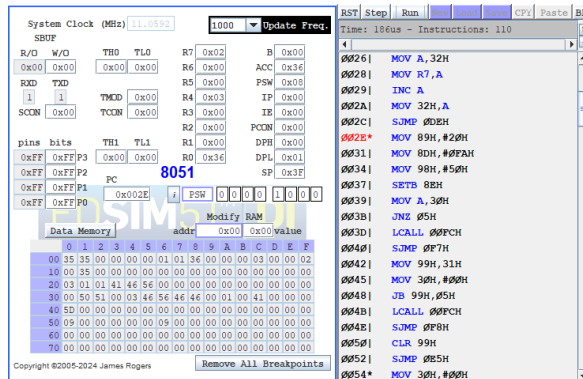 System Clock (MHz) 11.0592 1000 Update Freq.
SBUF
R/O W/O TH0 TL0 R7 0x02 B 0x00
0x00 0x00 0x00 0x00 R6 0x00 ACC 0x36
RXD TXD R5 0x00 PSW 0x08
1 1 TMOD 0x00 R4 0x03 IP 0x00
SCON 0x00 TCON 0x00 R3 0x00 IE 0x00
R2 0x00 PCON 0x00
pins bits TH1 TL1 R1 0x00 DPH 0x00
0xFF 0xFF P3 0x00 0x00 R0 0x36 DPL 0x01
0xFF 0xFF P2 8051 SP 0x3F
0xFF 0xFF P1 PC
0xFF 0xFF P0 0x002E PSW 0 0 0 0 1 0 0 0
EDSIM51DI
Modify RAM
Data Memory addr 0x00 0x00 value
0 1 2 3 4 5 6 7 8 9 A B C D E F
00 35 35 00 00 00 00 01 01 36 00 00 00 03 00 00 02
10 00 35 00 00 00 00 00 00 00 00 00 00 00 00 00 00
20 03 01 01 41 46 56 00 00 00 00 00 00 00 00 00 00
30 00 50 51 00 03 46 56 46 46 00 01 00 41 00 00 00
40 5D 00 00 00 00 00 00 00 00 00 00 00 00 00 00 00
50 09 00 00 00 00 00 09 00 00 00 00 00 00 00 00 00
60 00 00 00 00 00 00 00 00 00 00 00 00 00 00 00 00
70 00 00 00 00 00 00 00 00 00 00 00 00 00 00 00 00
Copyright ©2005-2024 James Rogers Remove All Breakpoints
RST Step Run New Load Save CPY Paste
Time: 186us - Instructions: 110
0026| MOV A,32H
0028| MOV R7,A
0029| INC A
002A| MOV 32H,A
002C| SJMP 0DEH
002E* MOV 89H,#20H
0031| MOV 8DH,#0FAH
0034| MOV 98H,#50H
0037| SETB 8EH
0039| MOV A,30H
003B| JNZ 05H
003D| LCALL 00FCH
0040| SJMP 0F7H
0042| MOV 99H,31H
0045| MOV 30H,#00H
0048| JB 99H,05H
004B| LCALL 00FCH
004E| SJMP 0F8H
0050| CLR 99H
0052| SJMP 0E5H
0054* MOV 30H,#00H